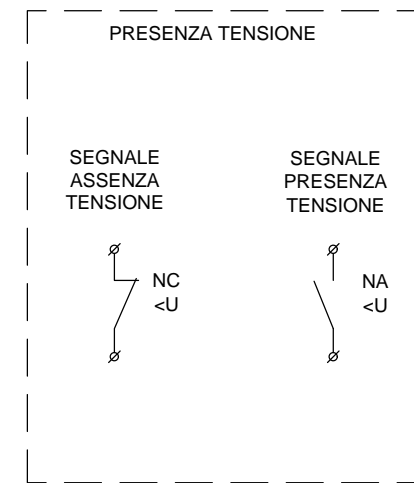 PRESENZA TENSIONE
SEGNALE
ASSENZA
TENSIONE
SEGNALE
PRESENZA
TENSIONE
NC
<U
NA
<U